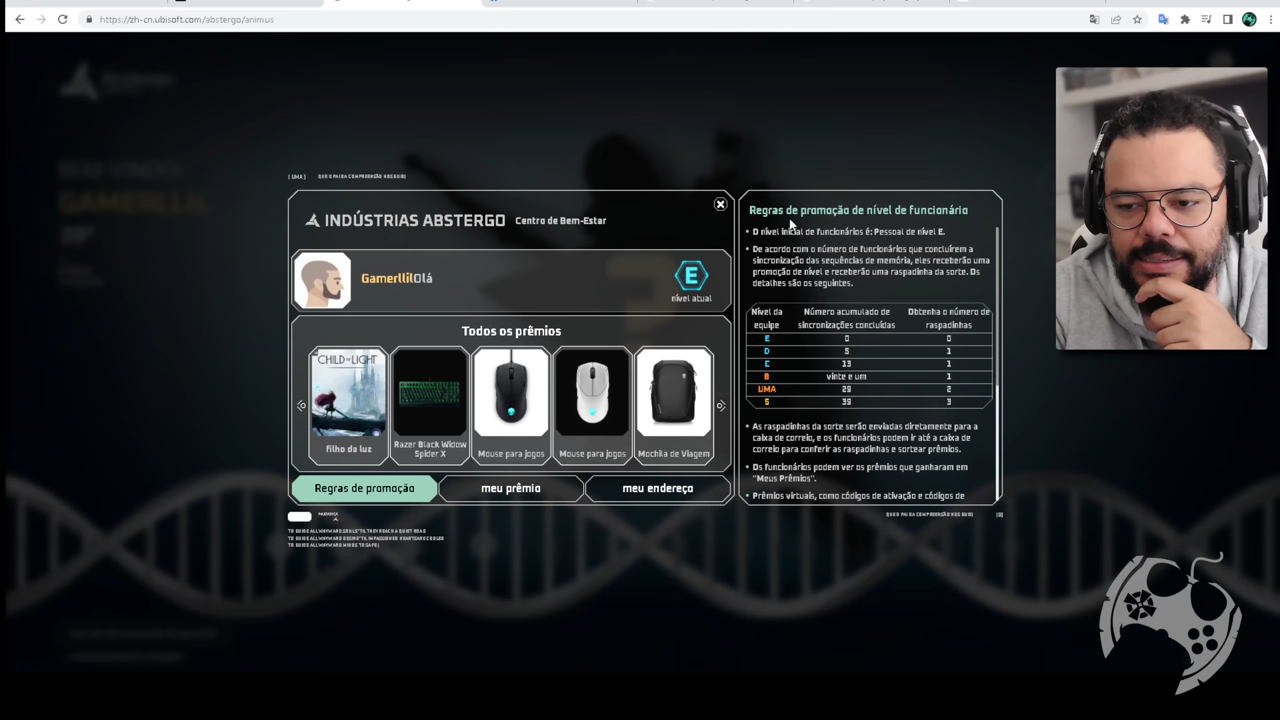 https://zh-cn.ubisoft.com/abstergo/animus
GAMERLLIL
INDÚSTRIAS ABSTERGO Centro de Bem-Estar
GamerllilOlá
E
nível atual
Todos os prêmios
CHILD OF LIGHT
filho da luz
Razer Black Widow
Spider X
Mouse para jogos
Mouse para jogos
Mochila de Viagem
Regras de promoção
meu prêmio
meu endereço
Regras de promoção de nível de funcionário
• O nível inicial de funcionários é: Pessoal de nível E.
• De acordo com o número de funcionários que concluírem a
sincronização das sequências de memória, eles receberão uma
promoção de nível e receberão uma raspadinha da sorte. Os
detalhes são os seguintes.
Nível da equipe Número acumulado de sincronizações concluídas Obtenha o número de raspadinhas
E 0 0
D 5 1
C 13 1
B vinte e um 1
UMA 29 2
S 39 3
• As raspadinhas da sorte serão enviadas diretamente para a
caixa de correio, e os funcionários podem ir até a caixa de
correio para conferir as raspadinhas e sortear prêmios.
• Os funcionários podem ver os prêmios que ganharam em
"Meus Prêmios".
• Prêmios virtuais, como códigos de ativação e códigos de